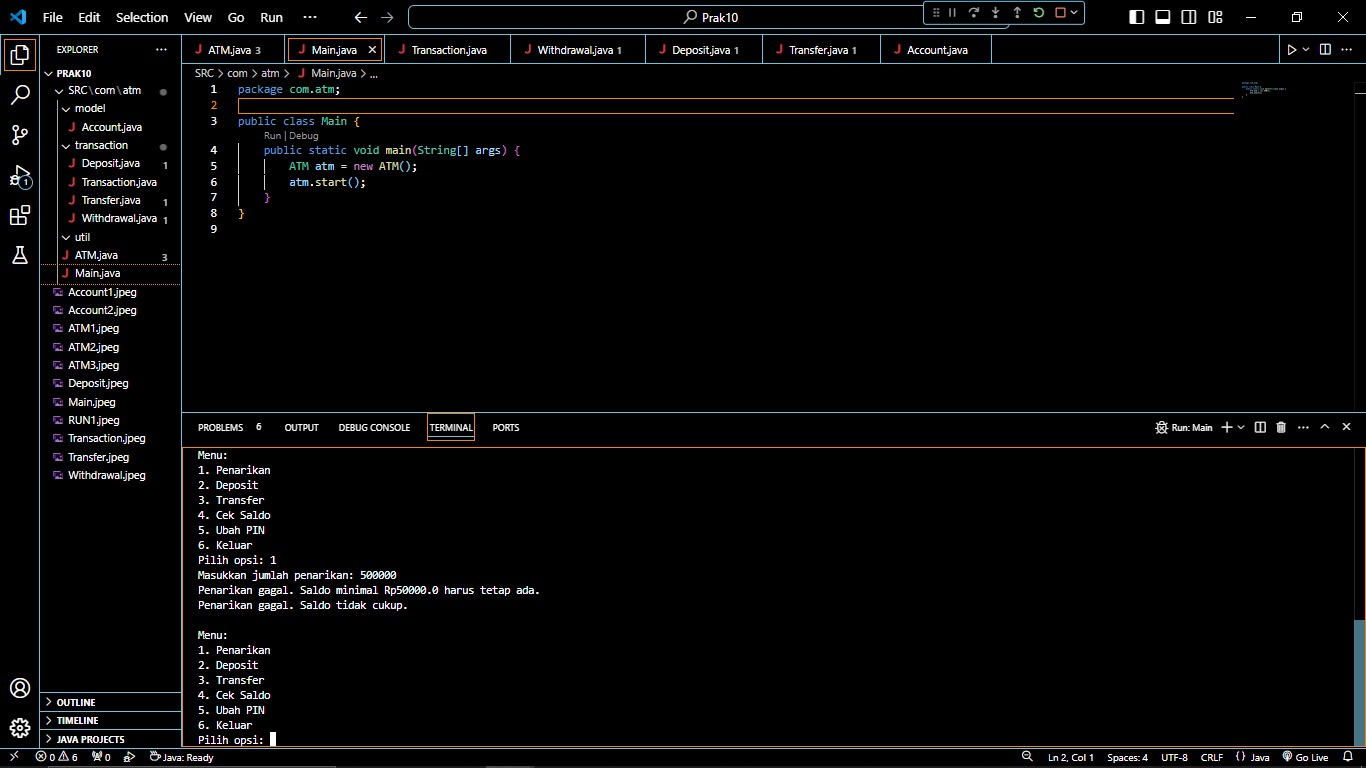 File Edit Selection View Go Run ··· Prak10
EXPLORER ···
PRAK10
SRC\com\atm
model
J Account.java
transaction
J Deposit.java 1
J Transaction.java
J Transfer.java 1
J Withdrawal.java 1
util
J ATM.java 3
J Main.java
Account1.jpeg
Account2.jpeg
ATM1.jpeg
ATM2.jpeg
ATM3.jpeg
Deposit.jpeg
Main.jpeg
RUN1.jpeg
Transaction.jpeg
Transfer.jpeg
Withdrawal.jpeg
OUTLINE
TIMELINE
JAVA PROJECTS
1
J ATM.java 3 J Main.java J Transaction.java J Withdrawal.java 1 J Deposit.java 1 J Transfer.java 1 J Account.java
SRC > com > atm > J Main.java > ...
1 package com.atm;
2
3 public class Main {
Run | Debug
4 public static void main(String[] args) {
5 ATM atm = new ATM();
6 atm.start();
7 }
8 }
9
PROBLEMS 6 OUTPUT DEBUG CONSOLE TERMINAL PORTS Run: Main
Menu:
1. Penarikan
2. Deposit
3. Transfer
4. Cek Saldo
5. Ubah PIN
6. Keluar
Pilih opsi: 1
Masukkan jumlah penarikan: 500000
Penarikan gagal. Saldo minimal Rp50000.0 harus tetap ada.
Penarikan gagal. Saldo tidak cukup.
Menu:
1. Penarikan
2. Deposit
3. Transfer
4. Cek Saldo
5. Ubah PIN
6. Keluar
Pilih opsi:
0 6 0 Java: Ready Ln 2, Col 1 Spaces: 4 UTF-8 CRLF {} Java Go Live